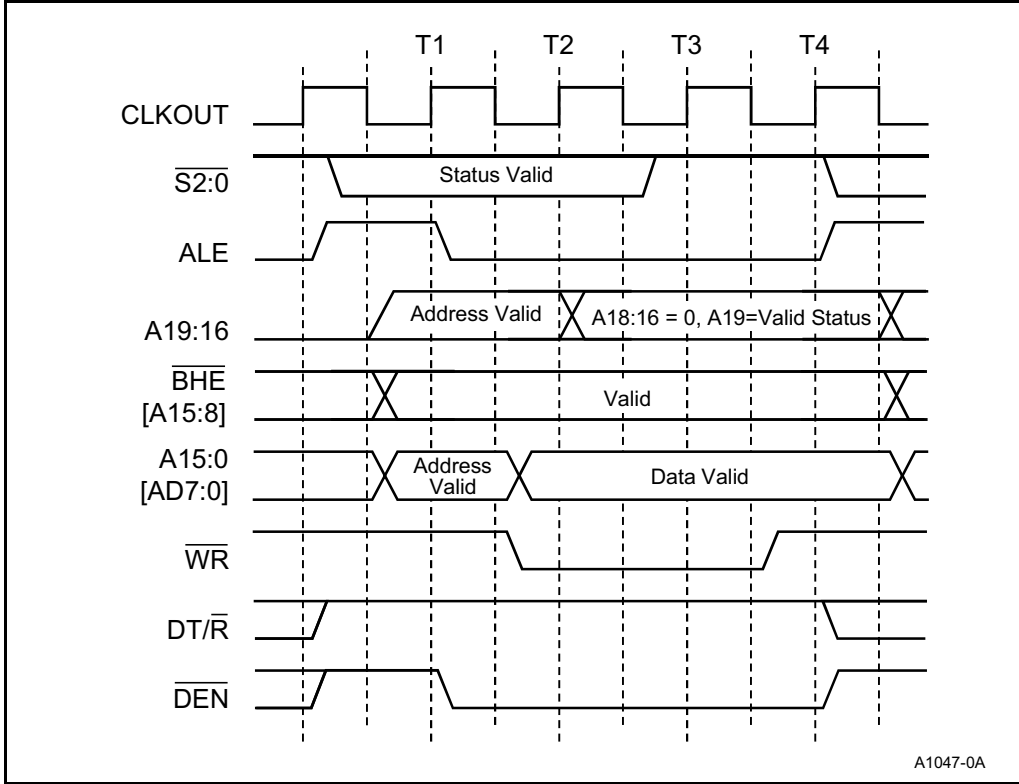 T1 T2 T3 T4
CLKOUT
S2:0
Status Valid
ALE
A19:16
Address Valid
A18:16 = 0, A19=Valid Status
BHE
[A15:8]
Valid
A15:0
[AD7:0]
Address
Valid
Data Valid
WR
DT/R
DEN
A1047-0A